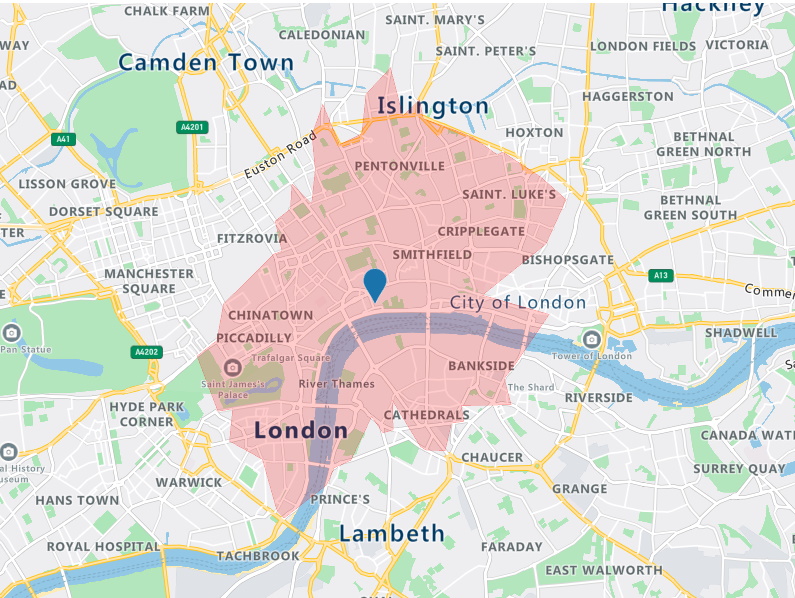 Hackney
CHALK FARM
SAINT. MARY'S
CALEDONIAN
WAY
SAINT. PETER'S
LONDON FIELDS
VICTORIA
Camden Town
HAGGERSTON
Islington
A4201
HOXTON
A41
Euston Road
BETHNAL
GREEN NORTH
PENTONVILLE
LISSON GROVE
SAINT. LUKE'S
DORSET SQUARE
BETHNAL
GREEN SOUTH
TER
FITZROVIA
CRIPPLEGATE
SMITHFIELD
BISHOPSGATE
MANCHESTER
SQUARE
A13
Commer
City of London
CHINATOWN
PICCADILLY
SHADWELL
Pan Statue
A4202
Trafalgar Square
Tower of London
BANKSIDE
Saint James's
Palace
River Thames
The Shard
RIVERSIDE
HYDE PARK
CORNER
CATHEDRALS
London
CANADA WAT
CHAUCER
al History
useum
SURREY QUAY
WARWICK
GRANGE
HANS TOWN
PRINCE'S
Lambeth
ROYAL HOSPITAL
TACHBROOK
FARADAY
EAST WALWORTH